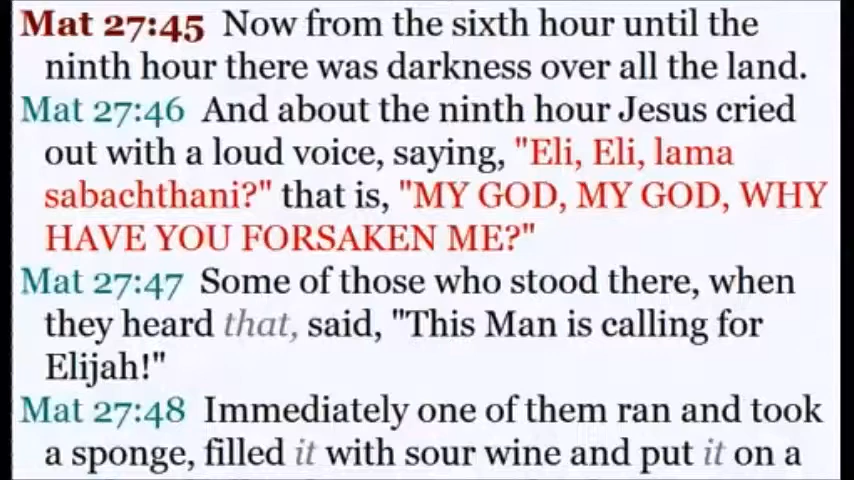 Mat 27:45 Now from the sixth hour until the
ninth hour there was darkness over all the land.
Mat 27:46 And about the ninth hour Jesus cried
out with a loud voice, saying, "Eli, Eli, lama
sabachthani?" that is, "MY GOD, MY GOD, WHY
HAVE YOU FORSAKEN ME?"
Mat 27:47 Some of those who stood there, when
they heard that, said, "This Man is calling for
Elijah!"
Mat 27:48 Immediately one of them ran and took
a sponge, filled it with sour wine and put it on a